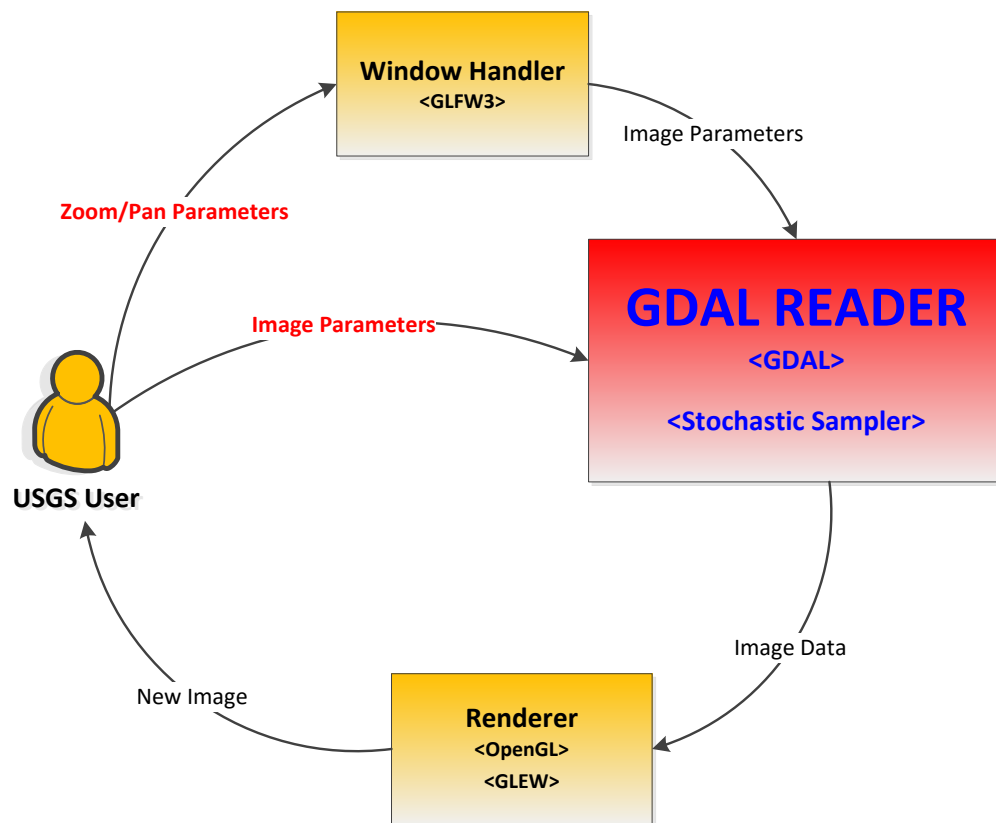 Window Handler
<GLFW3>
Image Parameters
Zoom/Pan Parameters
GDAL READER
<GDAL>
<Stochastic Sampler>
Image Parameters
USGS User
Image Data
New Image
Renderer
<OpenGL>
<GLEW>